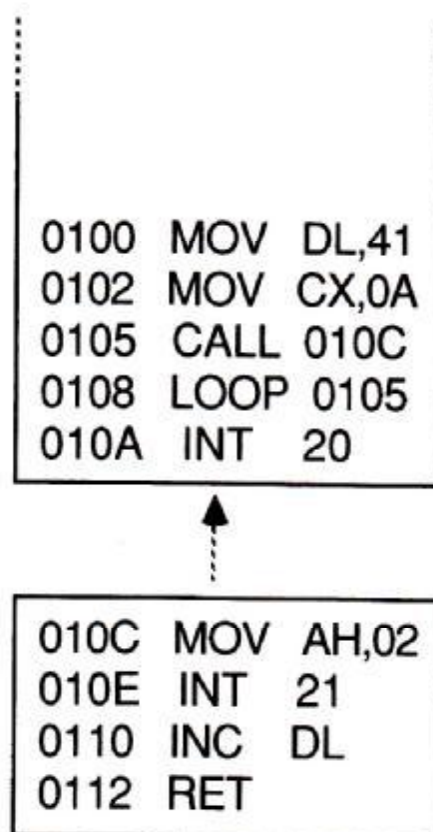 0100 MOV DL,41
0102 MOV CX,0A
0105 CALL 010C
0108 LOOP 0105
010A INT 20
010C MOV AH,02
010E INT 21
0110 INC DL
0112 RET